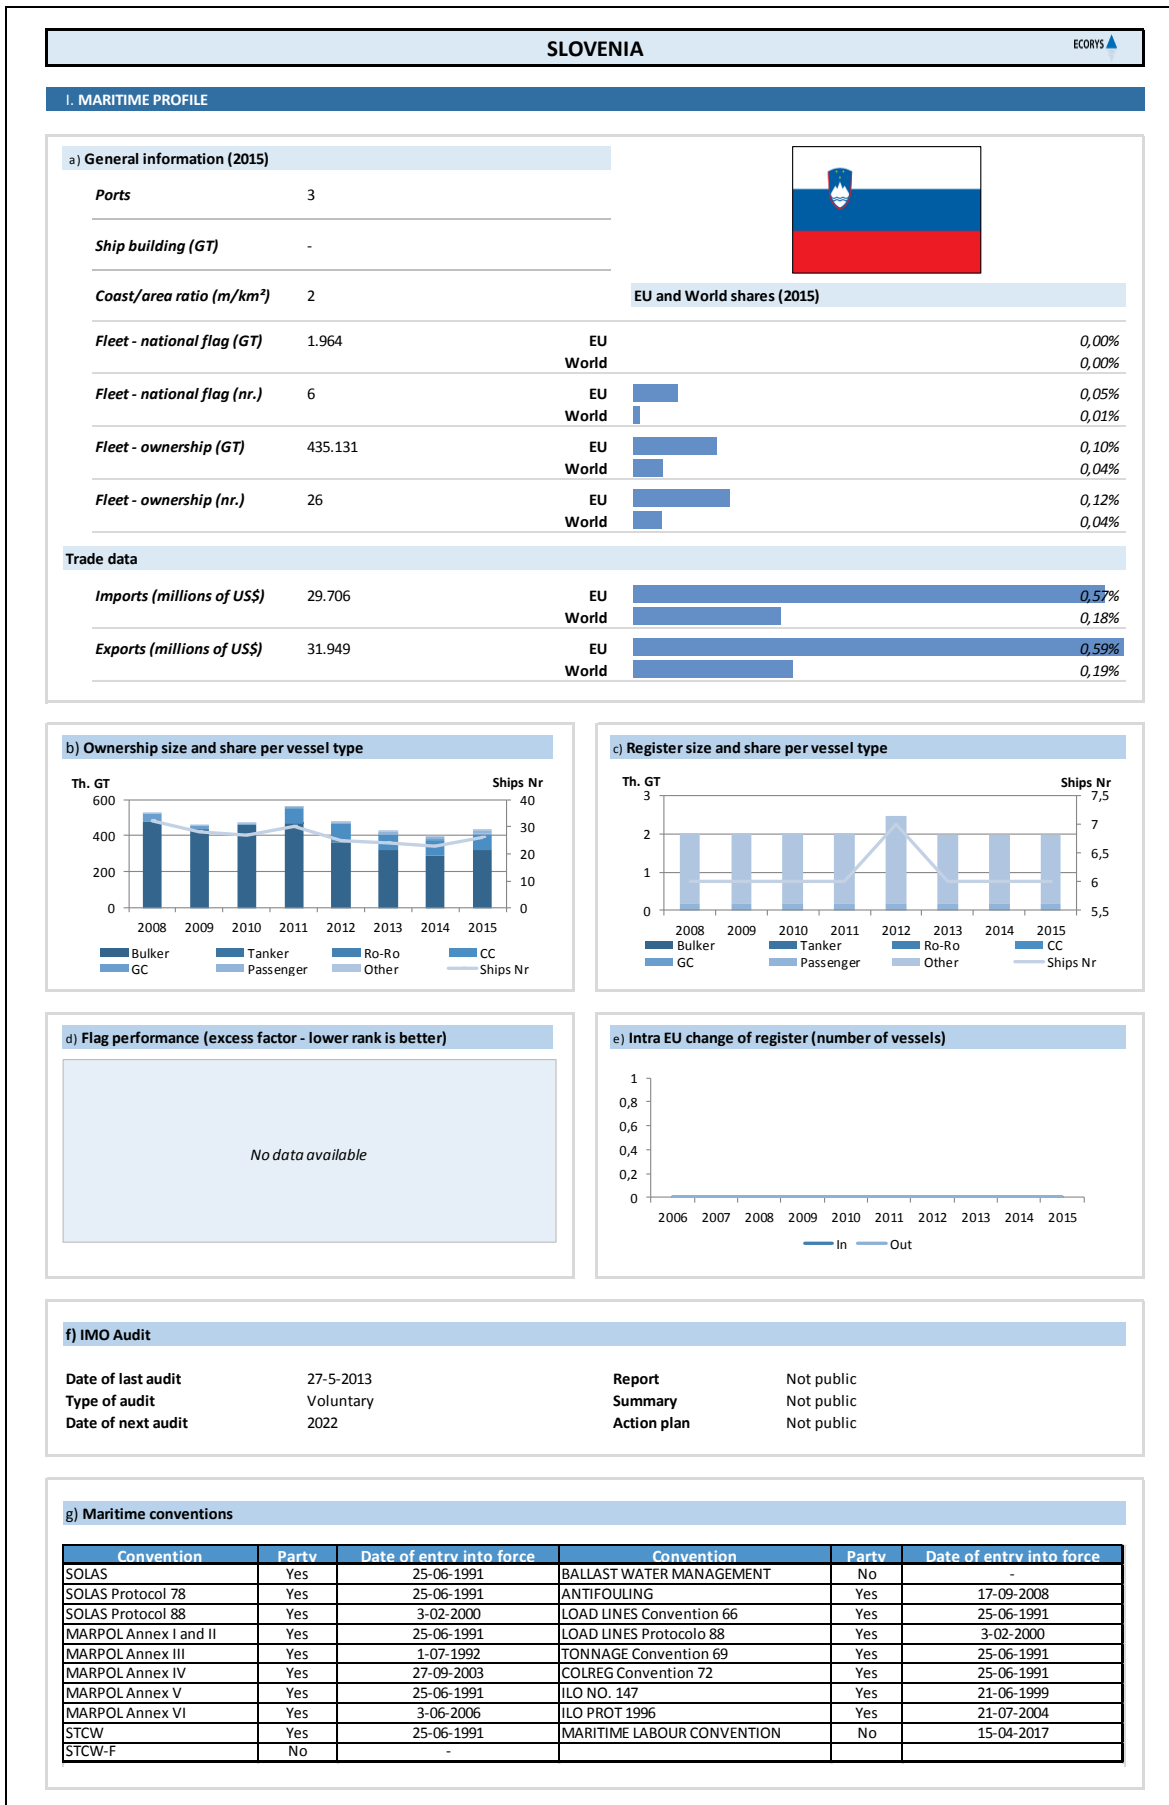 SLOVENIA
ECORYS
I. MARITIME PROFILE
a) General information (2015)
Ports 3
Ship building (GT) -
Coast/area ratio (m/km²) 2
EU and World shares (2015)
Fleet - national flag (GT) 1.964 EU 0,00%
World 0,00%
Fleet - national flag (nr.) 6 EU 0,05%
World 0,01%
Fleet - ownership (GT) 435.131 EU 0,10%
World 0,04%
Fleet - ownership (nr.) 26 EU 0,12%
World 0,04%
Trade data
Imports (millions of US$) 29.706 EU 0,57%
World 0,18%
Exports (millions of US$) 31.949 EU 0,59%
World 0,19%
b) Ownership size and share per vessel type
Th. GT Ships Nr
600 40
400 30
20
200 10
0 0
2008 2009 2010 2011 2012 2013 2014 2015
Bulker Tanker Ro-Ro CC
GC Passenger Other Ships Nr
c) Register size and share per vessel type
Th. GT Ships Nr
3 7,5
7
2 6,5
1 6
0 5,5
2008 2009 2010 2011 2012 2013 2014 2015
Bulker Tanker Ro-Ro CC
GC Passenger Other Ships Nr
d) Flag performance (excess factor - lower rank is better)
No data available
e) Intra EU change of register (number of vessels)
1
0,8
0,6
0,4
0,2
0
2006 2007 2008 2009 2010 2011 2012 2013 2014 2015
In Out
f) IMO Audit
Date of last audit 27-5-2013 Report Not public
Type of audit Voluntary Summary Not public
Date of next audit 2022 Action plan Not public
g) Maritime conventions
Convention Party Date of entry into force Convention Party Date of entry into force
SOLAS Yes 25-06-1991 BALLAST WATER MANAGEMENT No -
SOLAS Protocol 78 Yes 25-06-1991 ANTIFOULING Yes 17-09-2008
SOLAS Protocol 88 Yes 3-02-2000 LOAD LINES Convention 66 Yes 25-06-1991
MARPOL Annex I and II Yes 25-06-1991 LOAD LINES Protocolo 88 Yes 3-02-2000
MARPOL Annex III Yes 1-07-1992 TONNAGE Convention 69 Yes 25-06-1991
MARPOL Annex IV Yes 27-09-2003 COLREG Convention 72 Yes 25-06-1991
MARPOL Annex V Yes 25-06-1991 ILO NO. 147 Yes 21-06-1999
MARPOL Annex VI Yes 3-06-2006 ILO PROT 1996 Yes 21-07-2004
STCW Yes 25-06-1991 MARITIME LABOUR CONVENTION No 15-04-2017
STCW-F No -